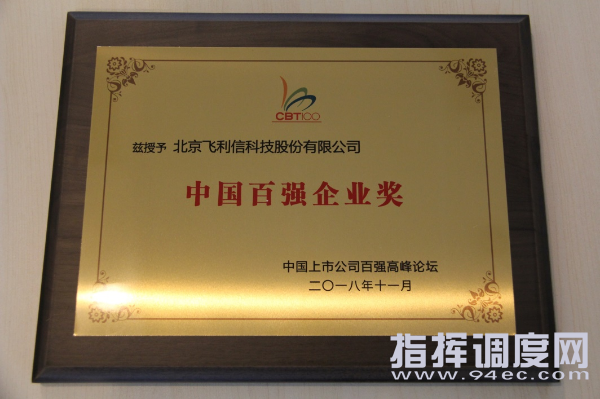 CBT100
兹授予 北京飞利信科技股份有限公司
中国百强企业奖
中国上市公司百强高峰论坛
二〇一八年十一月
指挥调度网
www.94ec.com